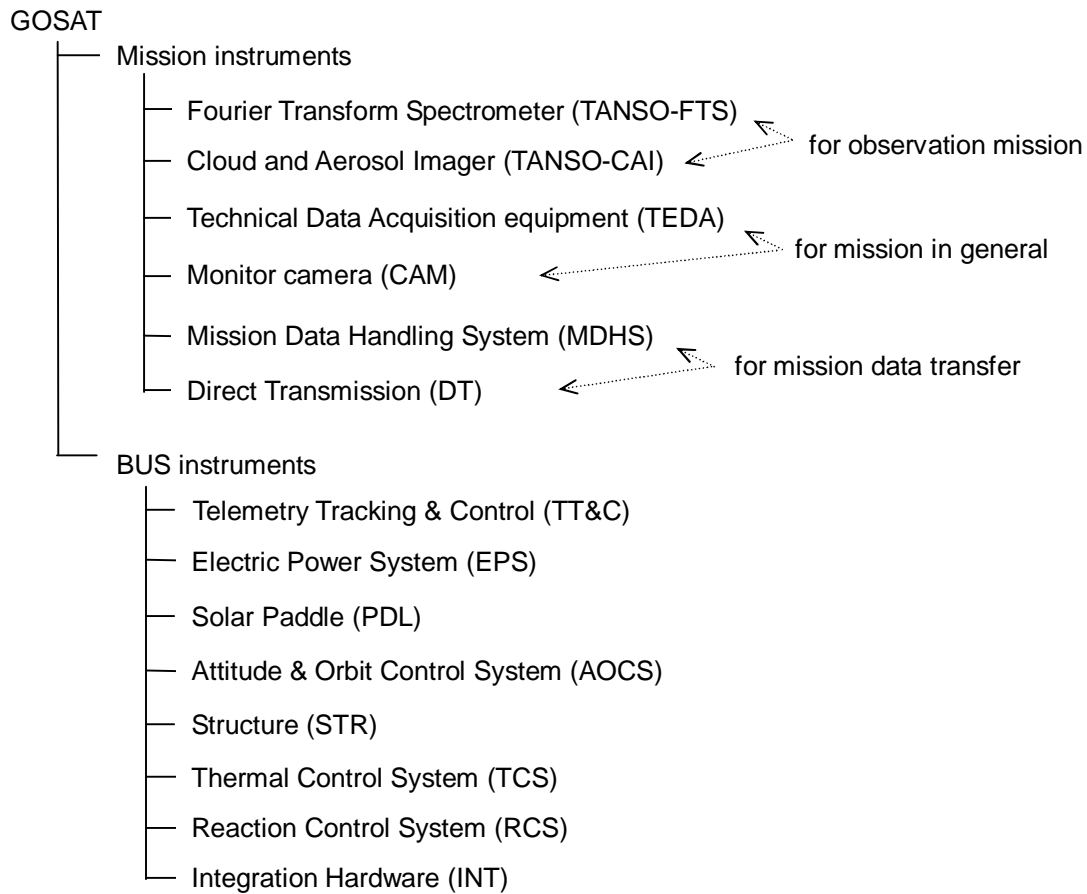 GOSAT
Mission instruments
Fourier Transform Spectrometer (TANSO-FTS)
for observation mission
Cloud and Aerosol Imager (TANSO-CAI)
Technical Data Acquisition equipment (TEDA)
for mission in general
Monitor camera (CAM)
Mission Data Handling System (MDHS)
for mission data transfer
Direct Transmission (DT)
BUS instruments
Telemetry Tracking & Control (TT&C)
Electric Power System (EPS)
Solar Paddle (PDL)
Attitude & Orbit Control System (AOCS)
Structure (STR)
Thermal Control System (TCS)
Reaction Control System (RCS)
Integration Hardware (INT)